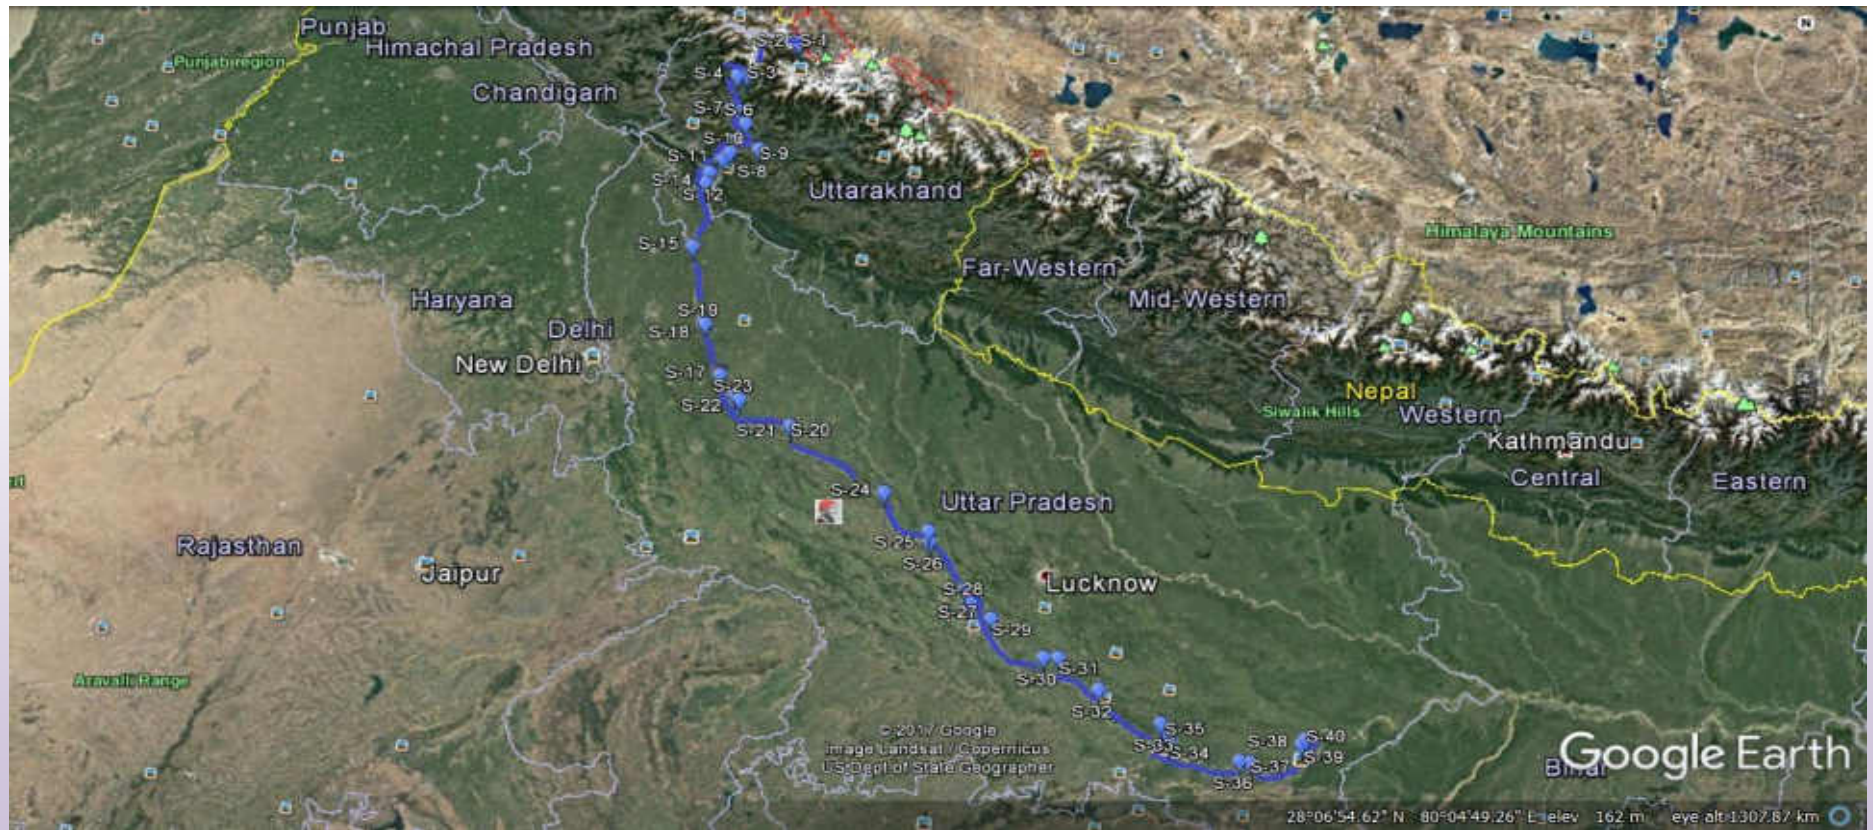 Punjab
Himachal Pradesh
Punjab region
Chandigarh
S-2
S-1
S-4
S-3
S-7
S-6
S-10
S-9
S-11
S-8
S-14
S-12
Uttarakhand
S-15
Himalaya Mountains
Far-Western
Mid-Western
Haryana
S-19
S-18
Delhi
New Delhi
S-17
S-23
S-22
S-21
S-20
Nepal
Siwalik Hills
Western
Kathmandu
Central
Eastern
S-24
Uttar Pradesh
Rajasthan
Jaipur
S-25
S-26
Lucknow
S-28
S-27
S-29
S-31
S-30
Aravalli Range
S-32
S-35
S-33
S-34
S-38
S-40
S-37
S-39
S-36
© 2017 Google
Image Landsat / Copernicus
US Dept of State Geographer
Bihar
Google Earth
N
28°06'54.62" N 80°04'49.26" E elev 162 m eye alt 1307.87 km